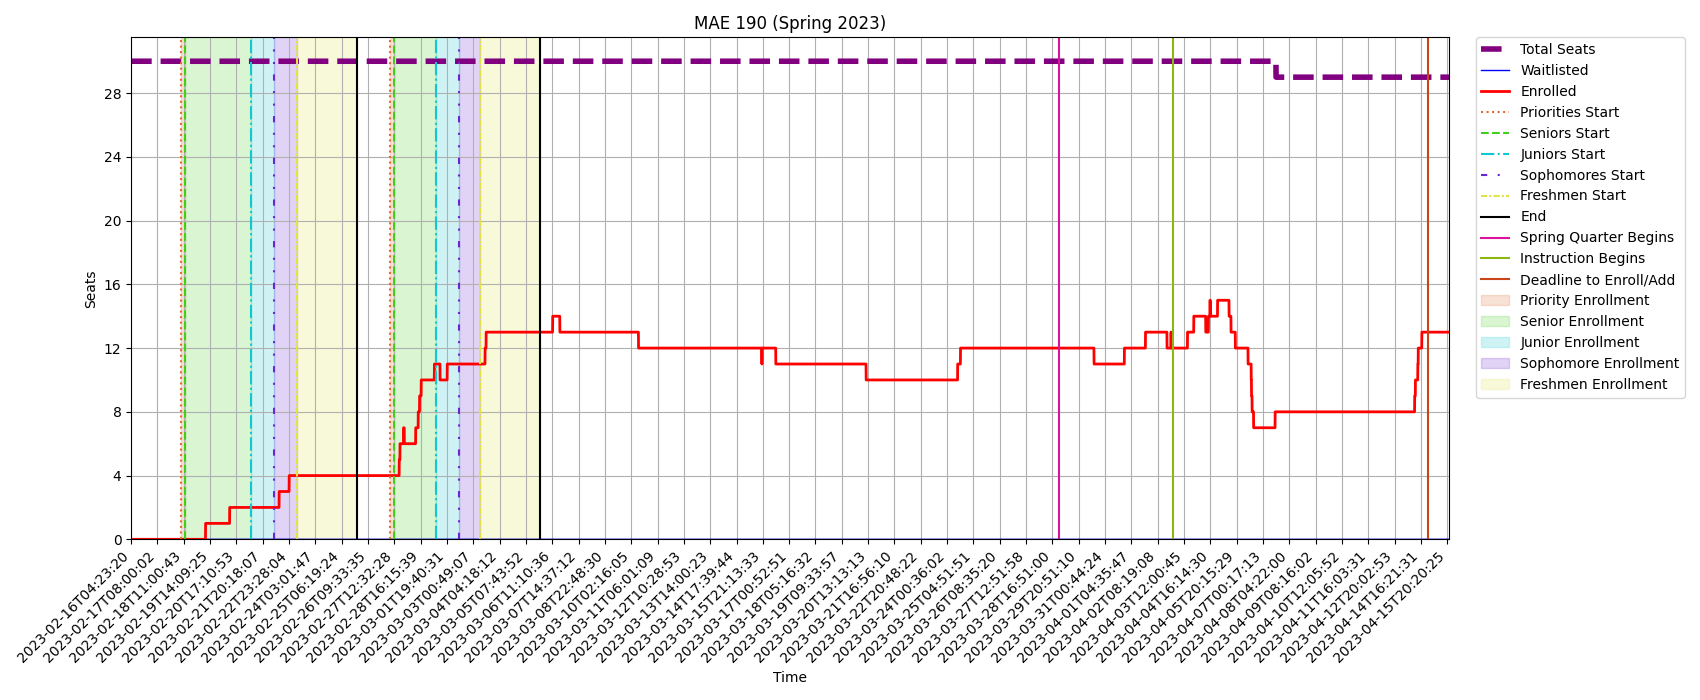 MAE 190 (Spring 2023)
Seats
28
24
20
16
12
8
4
0
2023-02-16T04:23:20
2023-02-17T08:00:02
2023-02-18T11:00:43
2023-02-19T14:09:25
2023-02-20T17:10:53
2023-02-21T20:18:07
2023-02-22T23:28:04
2023-02-24T03:01:47
2023-02-25T06:19:24
2023-02-26T09:33:35
2023-02-27T12:32:28
2023-02-28T16:15:39
2023-03-01T19:40:31
2023-03-03T00:49:07
2023-03-04T04:18:12
2023-03-05T07:43:52
2023-03-06T11:10:36
2023-03-07T14:37:12
2023-03-08T22:48:30
2023-03-10T02:16:05
2023-03-11T06:01:09
2023-03-12T10:28:53
2023-03-13T14:00:23
2023-03-14T17:39:44
2023-03-15T21:13:33
2023-03-17T00:52:51
2023-03-18T05:16:32
2023-03-19T09:33:57
2023-03-20T13:13:13
2023-03-21T16:56:10
2023-03-22T20:48:22
2023-03-24T00:36:02
2023-03-25T04:51:51
2023-03-26T08:35:20
2023-03-27T12:51:58
2023-03-28T16:51:00
2023-03-29T20:51:10
2023-03-31T00:44:24
2023-04-01T04:35:47
2023-04-02T08:19:08
2023-04-03T12:00:45
2023-04-04T16:14:30
2023-04-05T20:15:29
2023-04-07T00:17:13
2023-04-08T04:22:00
2023-04-09T08:16:02
2023-04-10T12:05:52
2023-04-11T16:03:31
2023-04-12T20:02:53
2023-04-14T16:21:31
2023-04-15T20:20:25
Time
Total Seats
Waitlisted
Enrolled
Priorities Start
Seniors Start
Juniors Start
Sophomores Start
Freshmen Start
End
Spring Quarter Begins
Instruction Begins
Deadline to Enroll/Add
Priority Enrollment
Senior Enrollment
Junior Enrollment
Sophomore Enrollment
Freshmen Enrollment